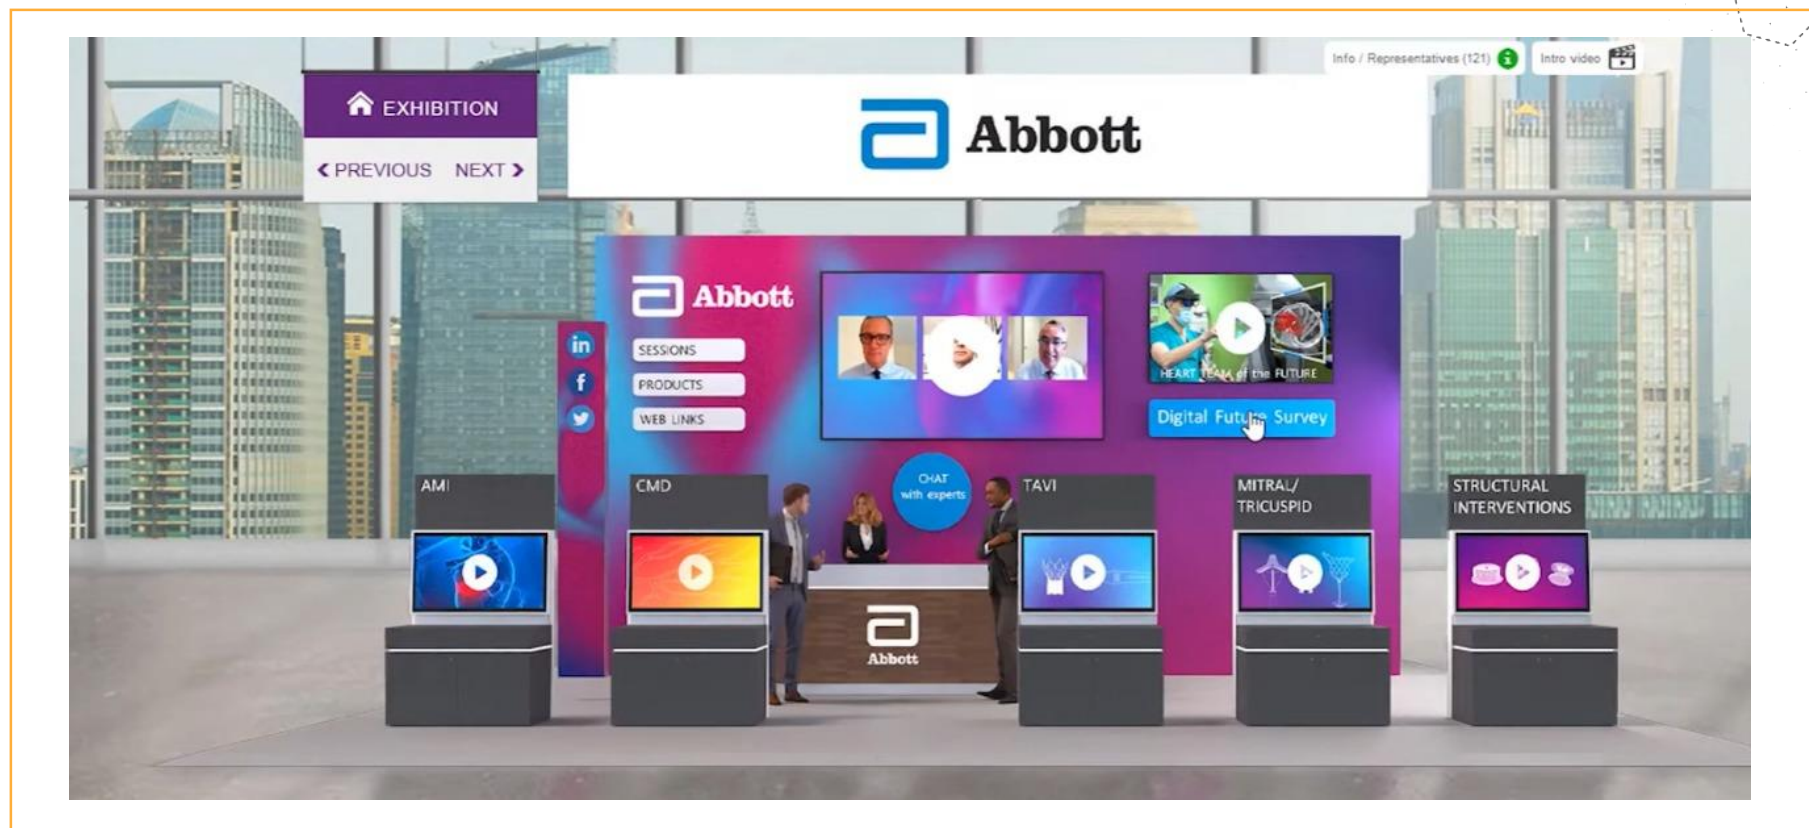 Info / Representatives (121)
Intro video
EXHIBITION
PREVIOUS NEXT
Abbott
Abbott
SESSIONS
PRODUCTS
WEB LINKS
in
f
HEART TEAM of the FUTURE
Digital Future Survey
CHAT
with experts
AMI
CMD
TAVI
MITRAL/
TRICUSPID
STRUCTURAL
INTERVENTIONS
Abbott